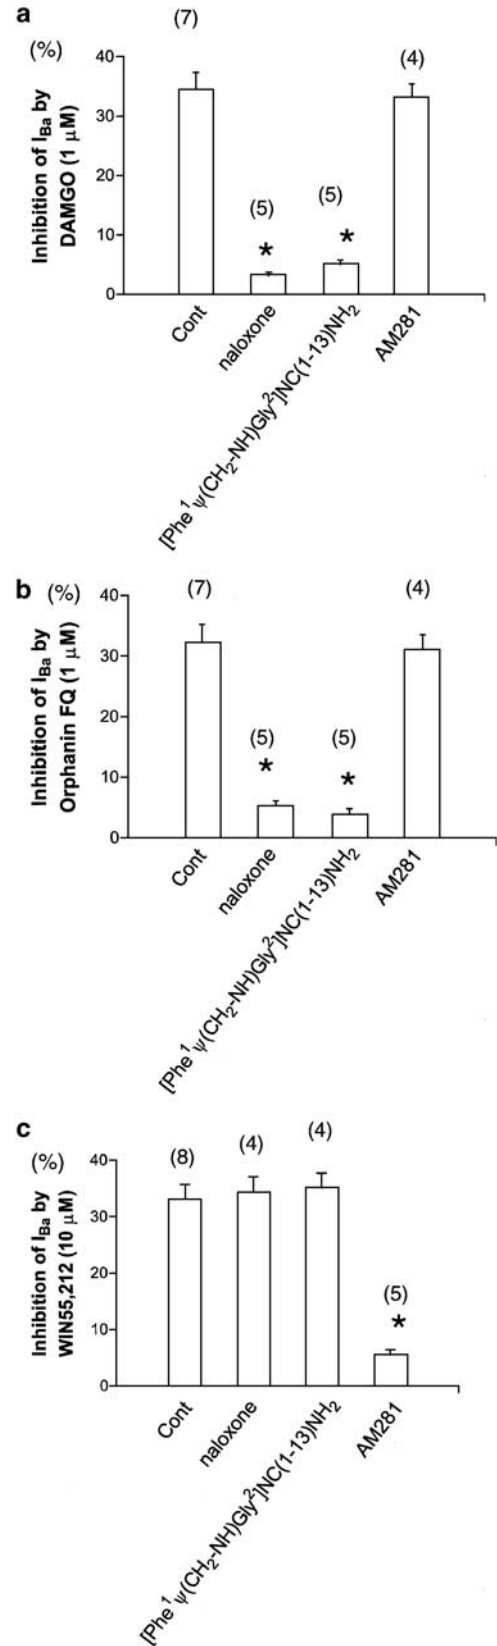 a
(7)
(%)
(4)
Inhibition of I_Ba by
DAMGO (1 μM)
40
30
20
10
0
(5)
(5)
*
*
Cont
naloxone
[Phe¹ψ(CH₂-NH)Gly²]NC(1-13)NH₂
AM281
b
(%)
(7)
(4)
Inhibition of I_Ba by
Orphanin FQ (1 μM)
40
30
20
10
0
(5)
(5)
*
*
Cont
naloxone
[Phe¹ψ(CH₂-NH)Gly²]NC(1-13)NH₂
AM281
c
(%)
(8)
(4)
(4)
Inhibition of I_Ba by
WIN55,212 (10 μM)
40
30
20
10
0
(5)
*
Cont
naloxone
[Phe¹ψ(CH₂-NH)Gly²]NC(1-13)NH₂
AM281